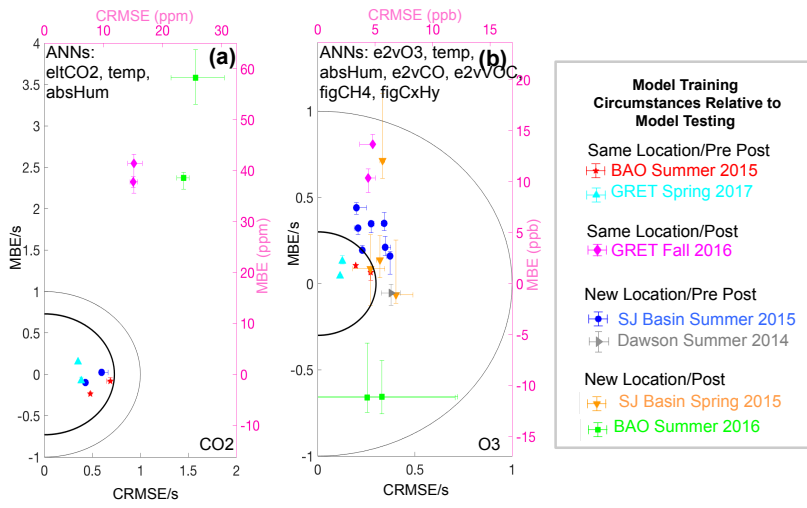 CRMSE (ppm)
0 10 20 30
(a)
ANNs:
eltCO2, temp,
absHum
4
3.5
3
2.5
2
1.5
1
0.5
0
-0.5
-1
MBE/s
60
50
40
30
20
10
0
-10
MBE (ppm)
CO2
0 0.5 1 1.5 2
CRMSE/s
CRMSE (ppb)
0 5 10 15
(b)
ANNs: e2vO3, temp,
absHum, e2vCO, e2vVOC,
figCH4, figCxHy
1
0.5
0
-0.5
-1
MBE/s
20
15
10
5
0
-5
-10
-15
MBE (ppb)
O3
0 0.5 1
CRMSE/s
Model Training
Circumstances Relative to
Model Testing
Same Location/Pre Post
BAO Summer 2015
GRET Spring 2017
Same Location/Post
GRET Fall 2016
New Location/Pre Post
SJ Basin Summer 2015
Dawson Summer 2014
New Location/Post
SJ Basin Spring 2015
BAO Summer 2016